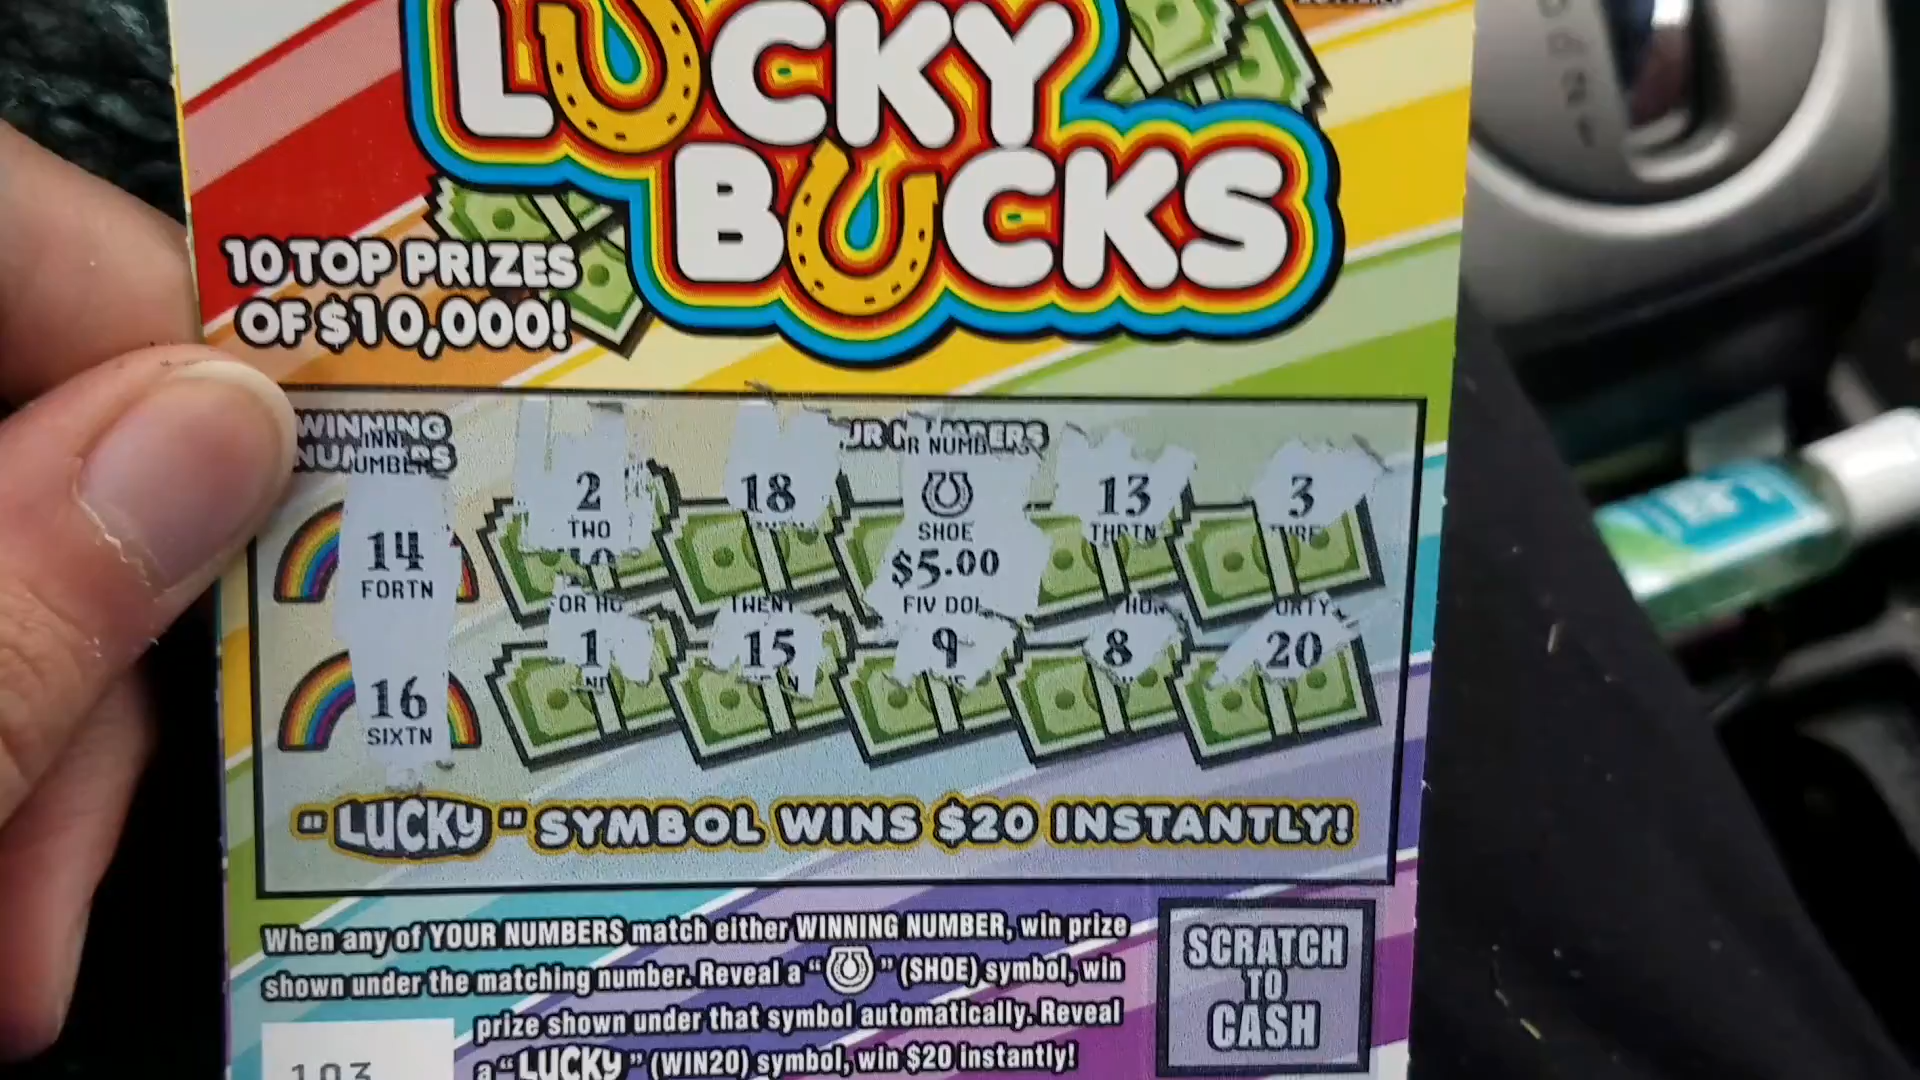 LUCKY
BUCKS
10 TOP PRIZES
OF $10,000!
WINNING
NUMBERS
NUMBERS
2 18 SHOE 13 3
TWO THRTN
14
FORTN
$5.00
FIV DOL
1 15 9 8 20
16
SIXTN
"LUCKY" SYMBOL WINS $20 INSTANTLY!
When any of YOUR NUMBERS match either WINNING NUMBER, win prize
shown under the matching number. Reveal a " " (SHOE) symbol, win
prize shown under that symbol automatically. Reveal
a "LUCKY" (WIN20) symbol, win $20 instantly!
SCRATCH
TO
CASH
103